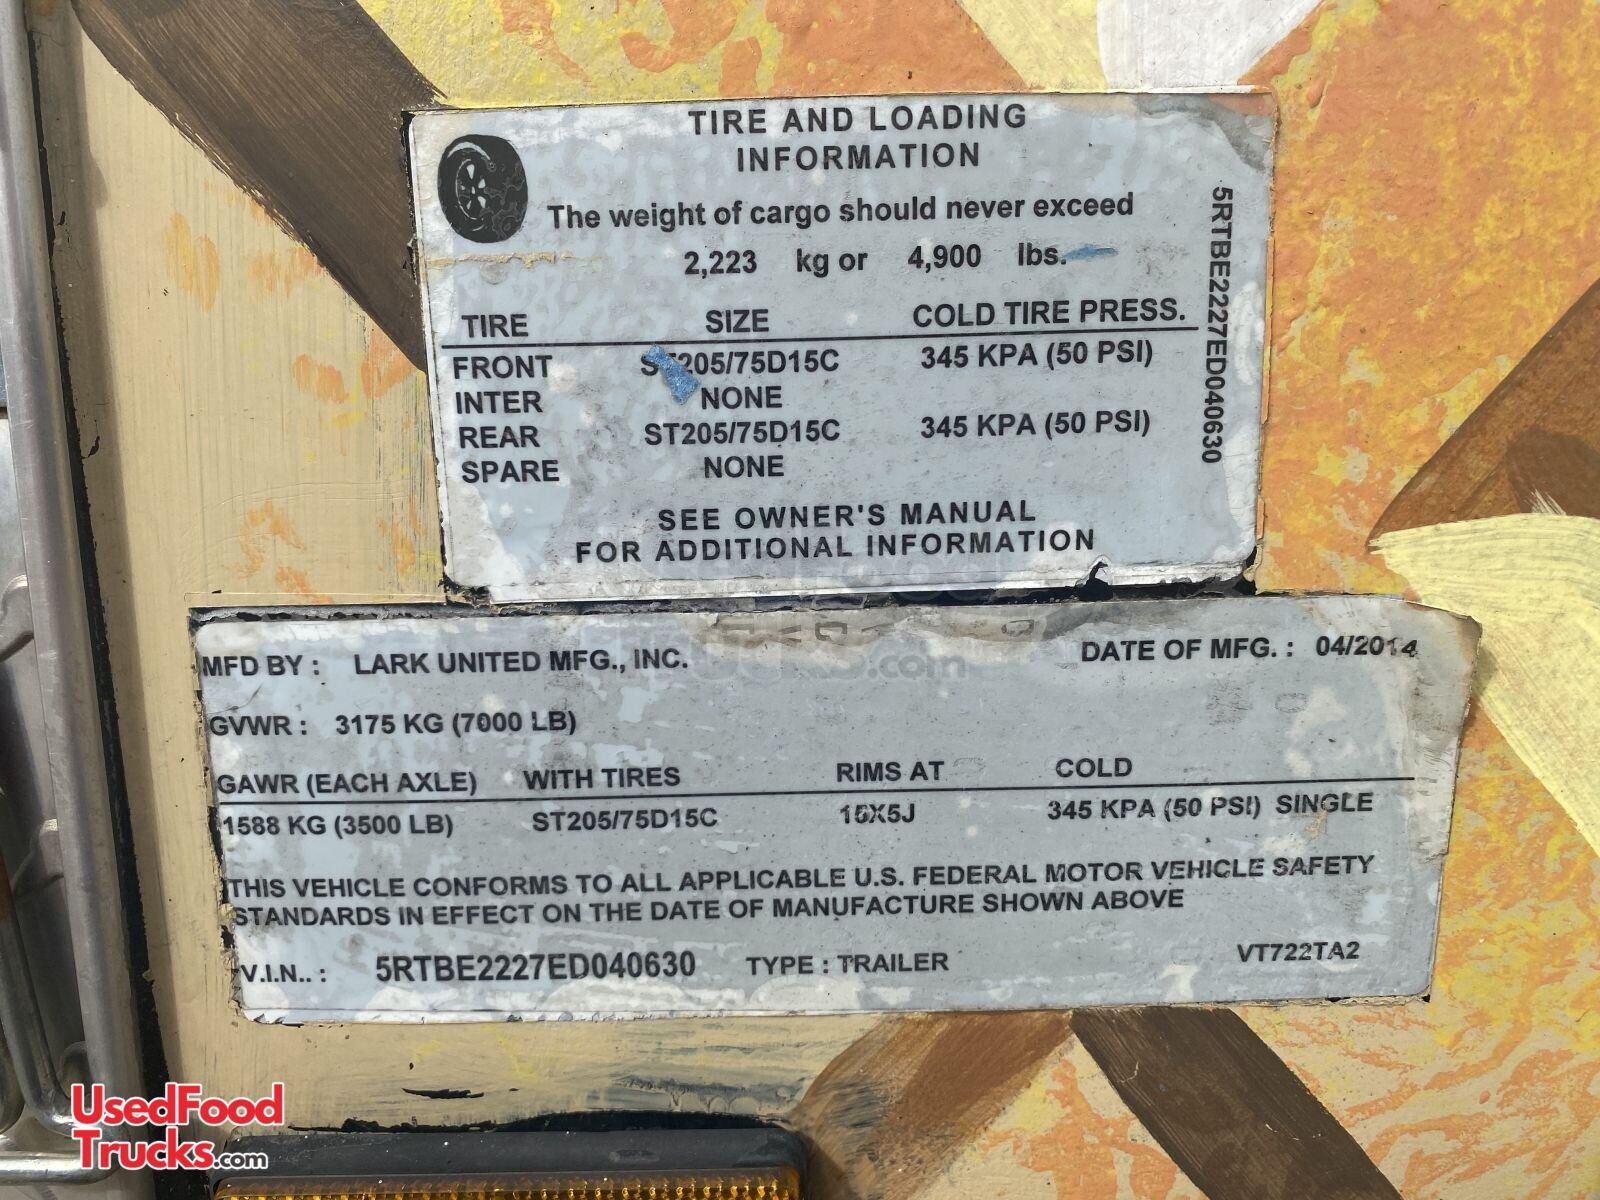 TIRE AND LOADING
INFORMATION
The weight of cargo should never exceed
2,223 kg or 4,900 lbs.
TIRE SIZE COLD TIRE PRESS.
FRONT ST205/75D15C 345 KPA (50 PSI)
INTER NONE
REAR ST205/75D15C 345 KPA (50 PSI)
SPARE NONE
SEE OWNER'S MANUAL
FOR ADDITIONAL INFORMATION
5RTBE2227ED040630
MFD BY : LARK UNITED MFG., INC. DATE OF MFG. : 04/2014
GVWR : 3175 KG (7000 LB)
GAWR (EACH AXLE) WITH TIRES RIMS AT COLD
1588 KG (3500 LB) ST205/75D15C 15X5J 345 KPA (50 PSI) SINGLE
THIS VEHICLE CONFORMS TO ALL APPLICABLE U.S. FEDERAL MOTOR VEHICLE SAFETY
STANDARDS IN EFFECT ON THE DATE OF MANUFACTURE SHOWN ABOVE
V.I.N.. : 5RTBE2227ED040630 TYPE : TRAILER VT722TA2
UsedFood
Trucks.com